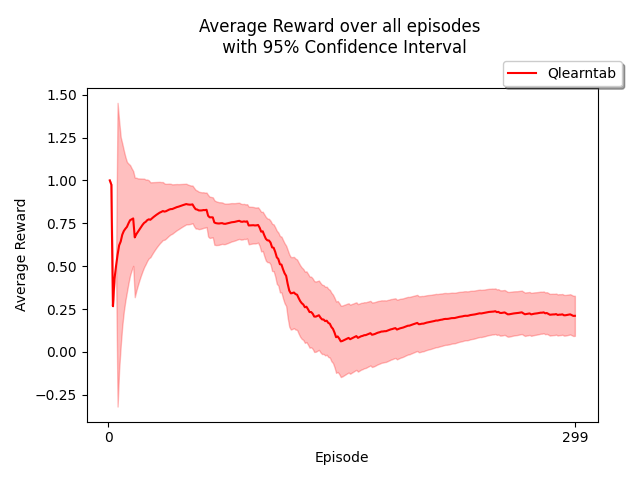 Average Reward over all episodes
with 95% Confidence Interval
Qlearntab
1.50
1.25
1.00
0.75
0.50
0.25
0.00
−0.25
Average Reward
0
299
Episode